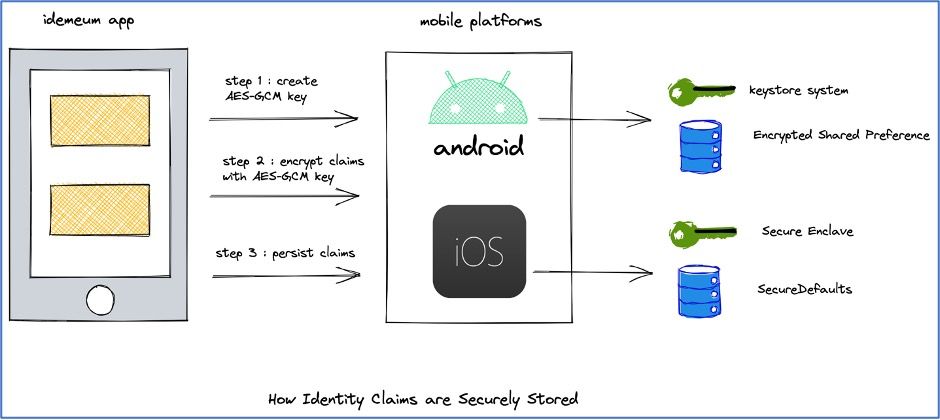 idemeum app
mobile platforms
step 1 : create
AES-GCM key
step 2 : encrypt claims
with AES-GCM key
step 3 : persist claims
android
iOS
keystore system
Encrypted Shared Preference
Secure Enclave
SecureDefaults
How Identity Claims are Securely Stored